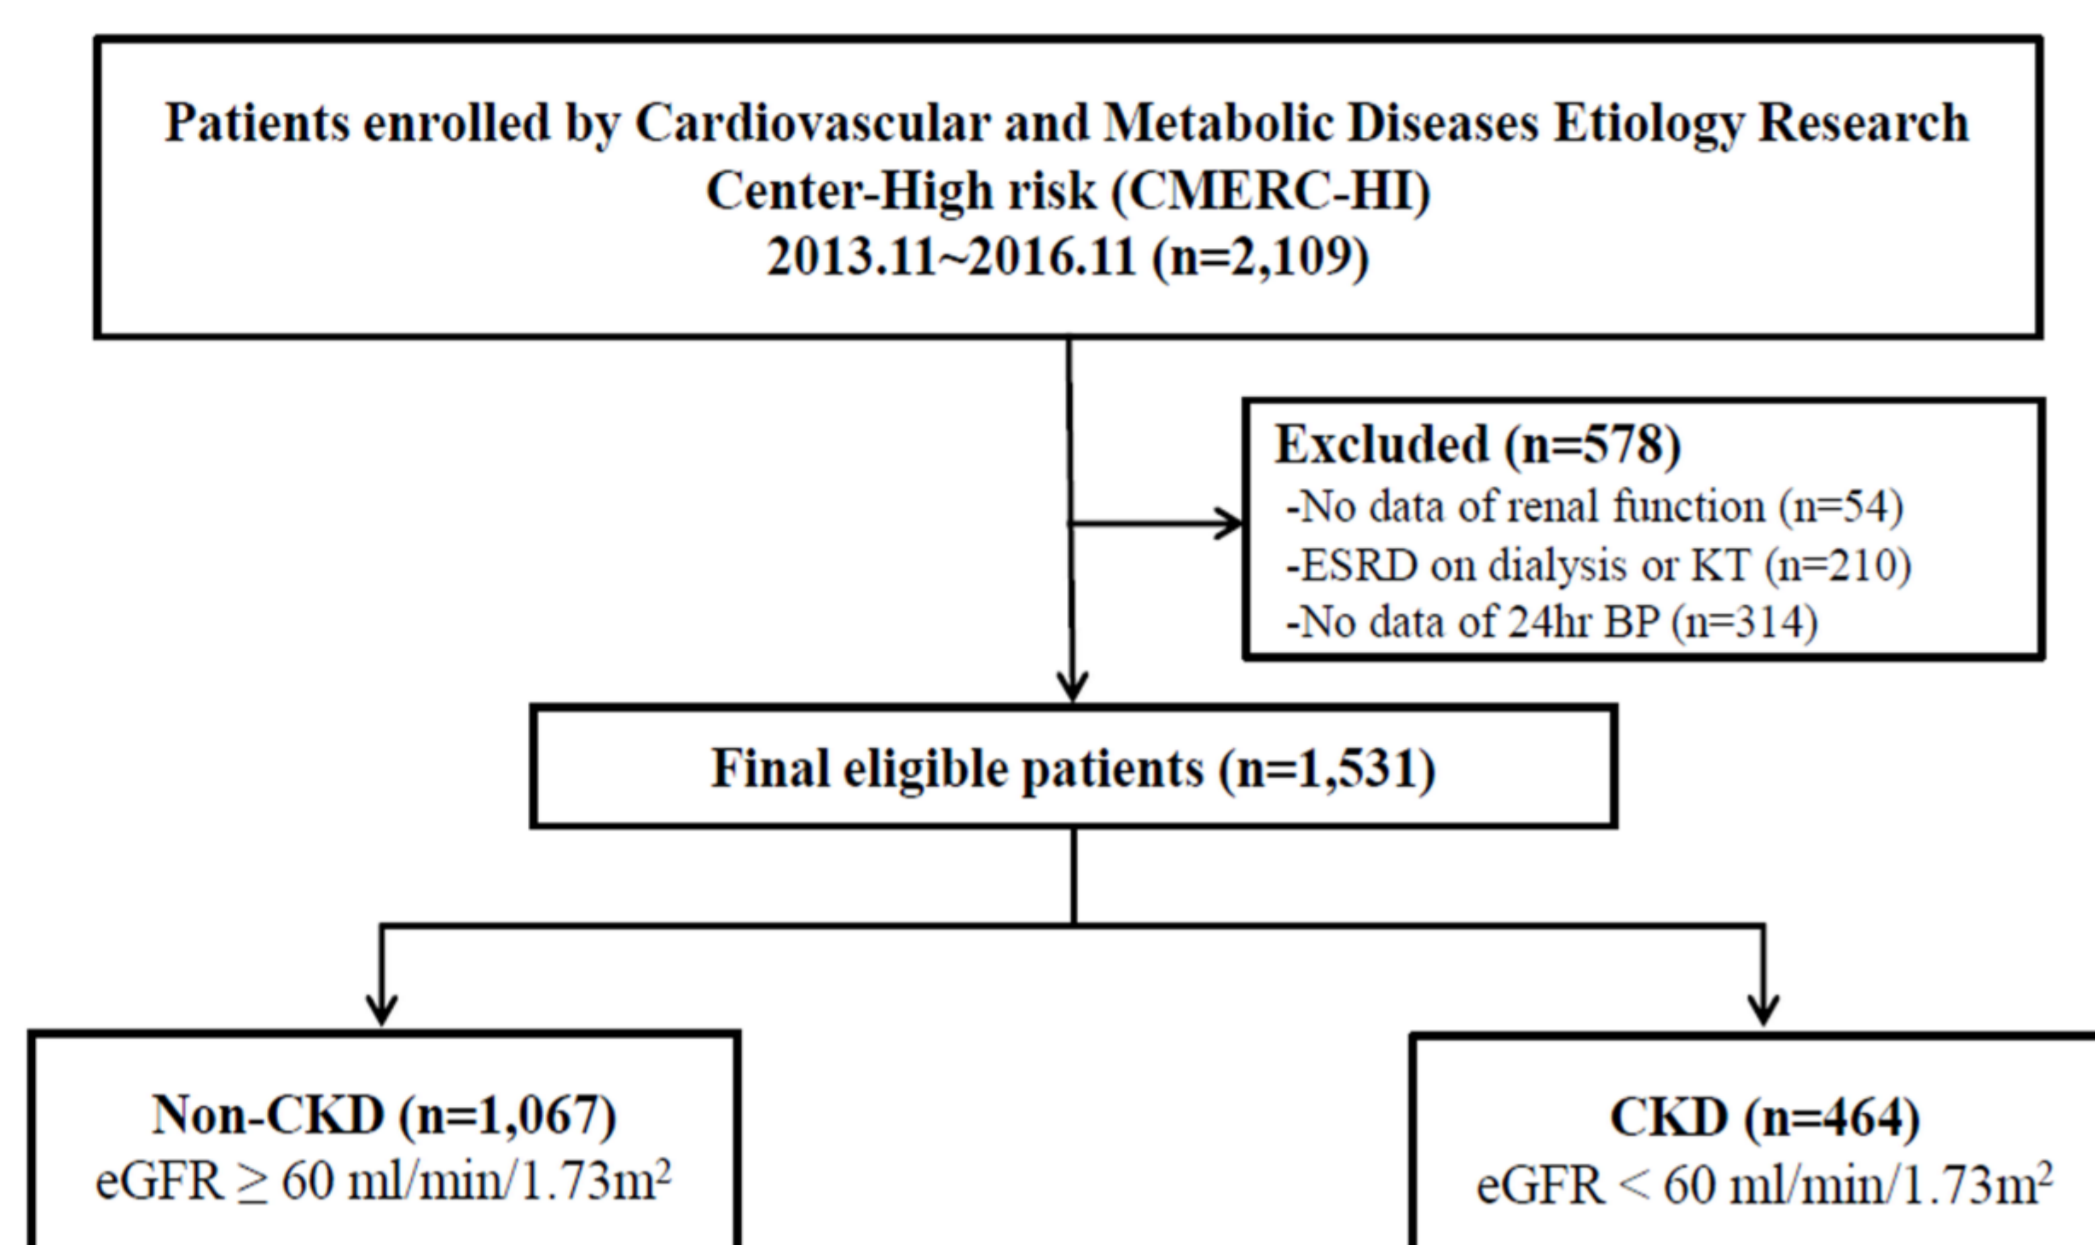 Patients enrolled by Cardiovascular and Metabolic Diseases Etiology Research
Center-High risk (CMERC-HI)
2013.11~2016.11 (n=2,109)
Excluded (n=578)
-No data of renal function (n=54)
-ESRD on dialysis or KT (n=210)
-No data of 24hr BP (n=314)
Final eligible patients (n=1,531)
Non-CKD (n=1,067)
eGFR ≥ 60 ml/min/1.73m²
CKD (n=464)
eGFR < 60 ml/min/1.73m²